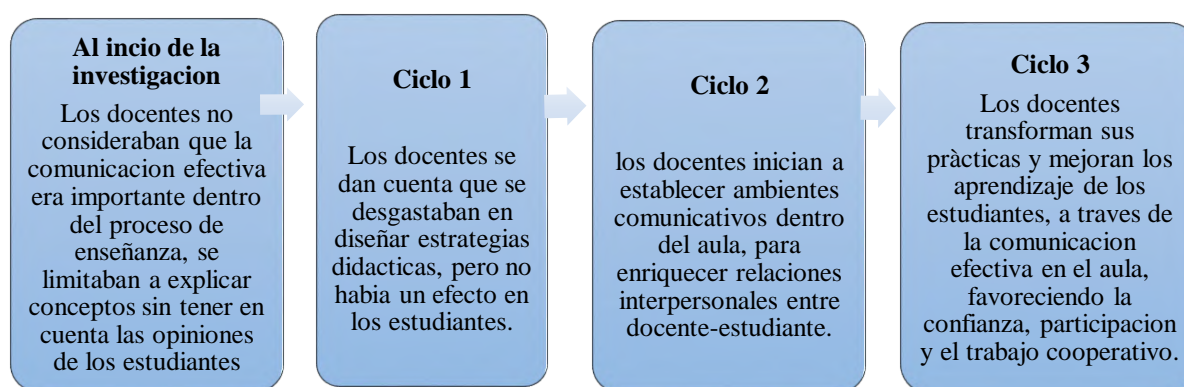 Al incio de la
investigacion
Los docentes no
consideraban que la
comunicacion efectiva
era importante dentro
del proceso de
enseñanza, se
limitaban a explicar
conceptos sin tener en
cuenta las opiniones
de los estudiantes
Ciclo 1
Los docentes se
dan cuenta que se
desgastaban en
diseñar estrategias
didacticas, pero no
habia un efecto en
los estudiantes.
Ciclo 2
los docentes inician a
establecer ambientes
comunicativos dentro
del aula, para
enriquecer relaciones
interpersonales entre
docente-estudiante.
Ciclo 3
Los docentes
transforman sus
pràcticas y mejoran los
aprendizaje de los
estudiantes, a traves de
la comunicacion
efectiva en el aula,
favoreciendo la
confianza, participacion
y el trabajo cooperativo.